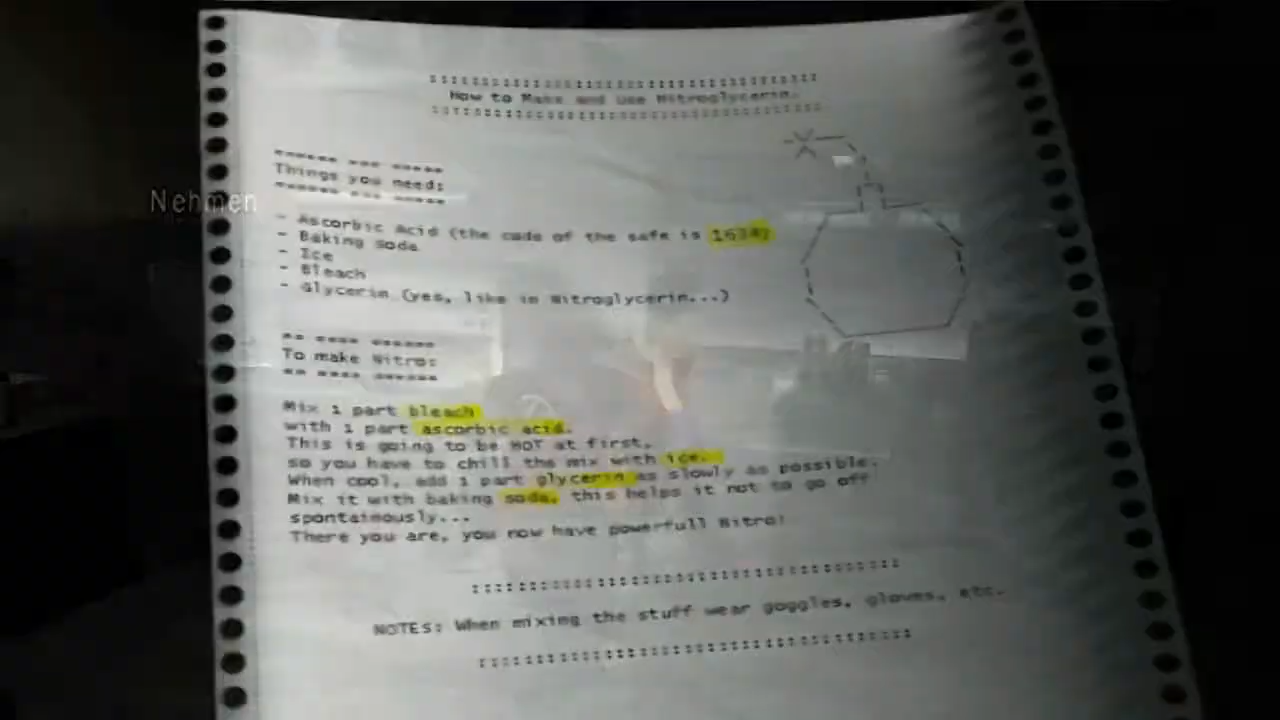 How to Make and use Nitroglycerin.
Things you need:
Nehmen
- Ascorbic Acid (the code of the safe is
- Baking soda
- Ice
- Bleach
- Glycerin (yes, like in Nitroglycerin...)
To make Nitro:
Mix 1 part bleach
with 1 part ascorbic acid.
This is going to be HOT at first,
so you have to chill the mix with ice.
When cool, add 1 part glycerin as slowly as possible.
Mix it with baking soda, this helps it not to go off
spontainously...
There you are, you now have powerfull Nitro!
NOTES: When mixing the stuff wear goggles, gloves, etc.